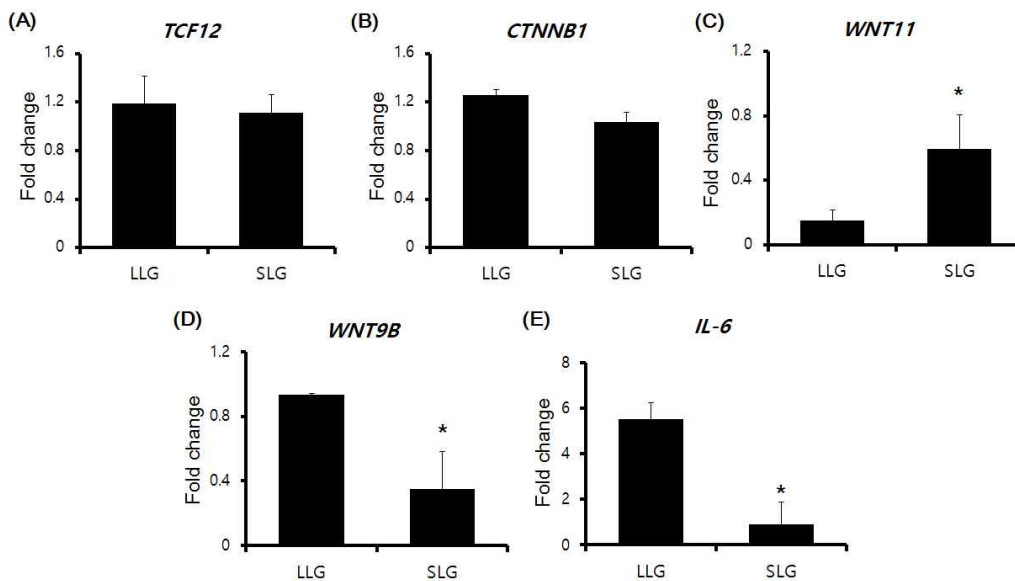 (A)
TCF12
Fold change
1.6
1.2
0.8
0.4
0
LLG
SLG
(B)
CTNNB1
Fold change
1.6
1.2
0.8
0.4
0
LLG
SLG
(C)
WNT11
Fold change
1.2
0.8
0.4
0
*
LLG
SLG
(D)
WNT9B
Fold change
1.2
0.8
0.4
0
*
LLG
SLG
(E)
IL-6
Fold change
8
6
4
2
0
*
LLG
SLG